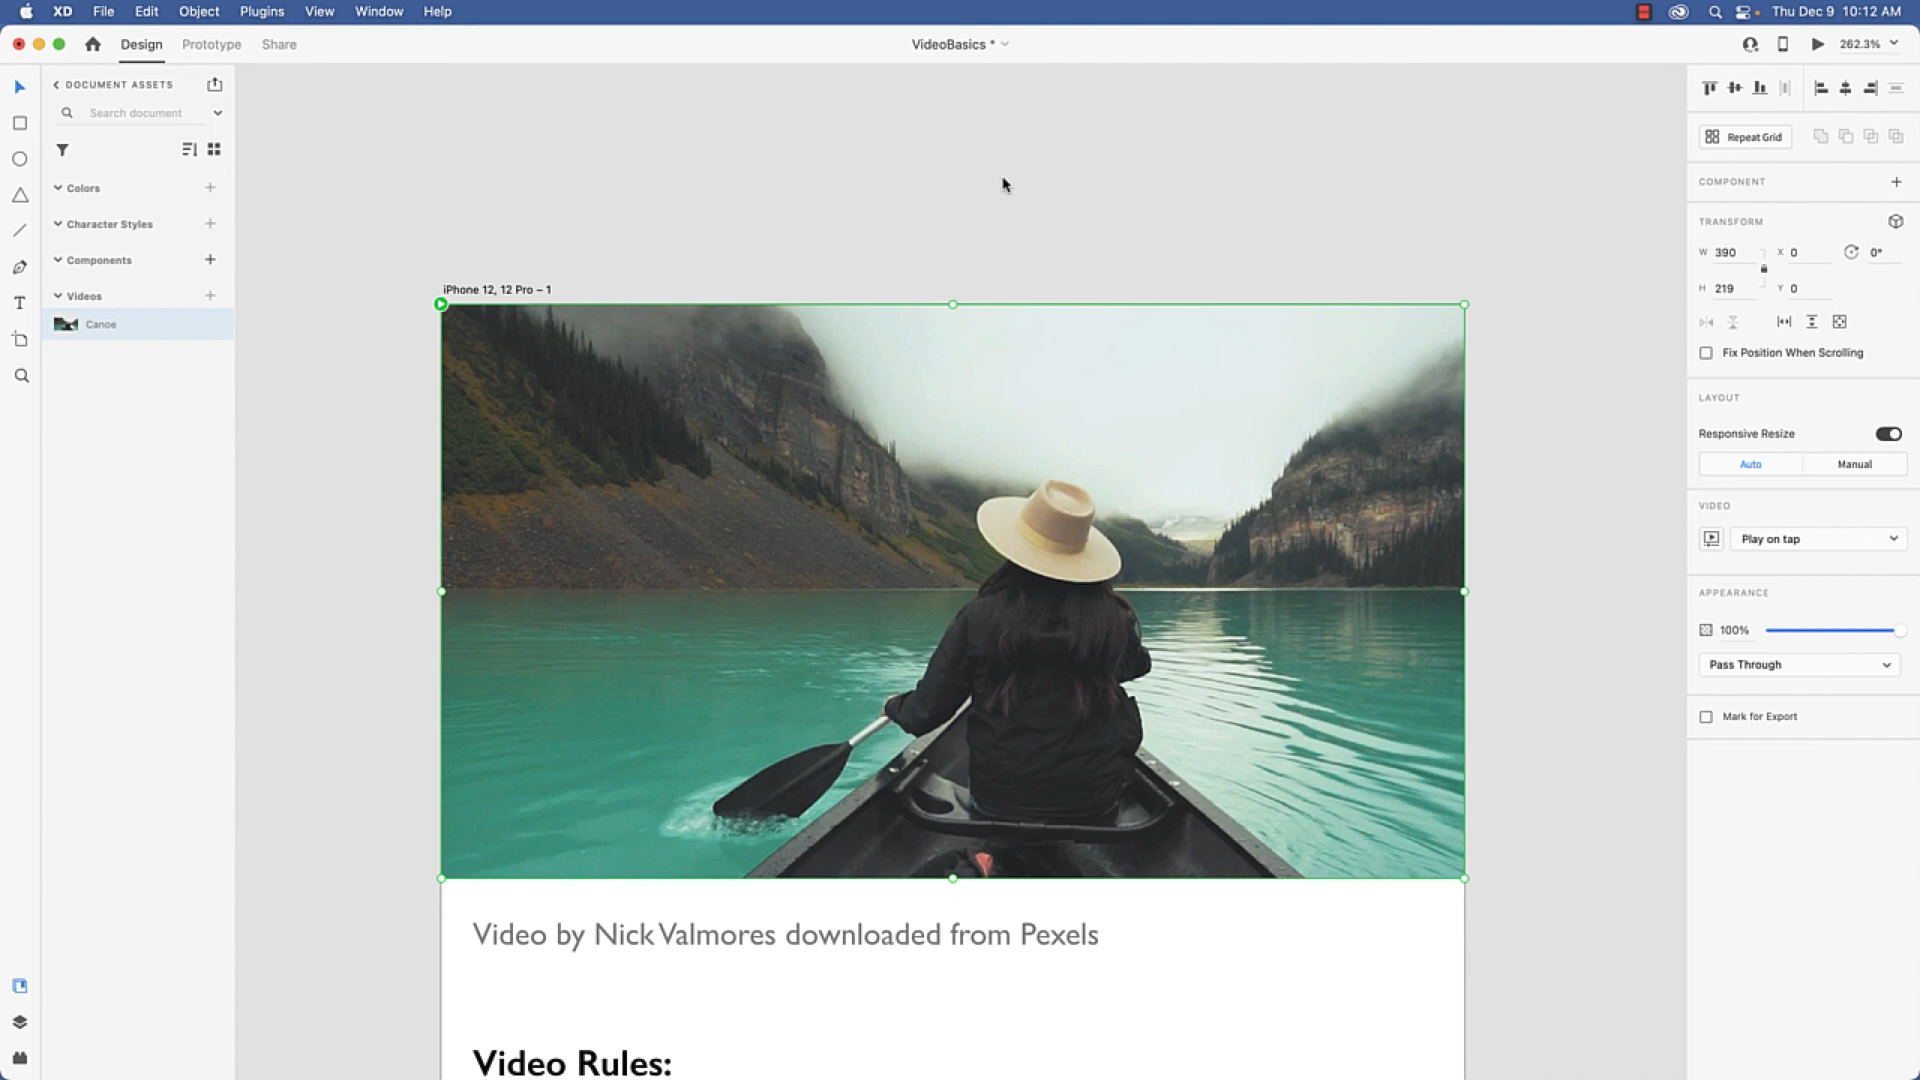 XD File Edit Object Plugins View Window Help
Thu Dec 9 10:12 AM
Design Prototype Share
VideoBasics *
262.3%
DOCUMENT ASSETS
Search document
Colors
Character Styles
Components
Videos
Canoe
iPhone 12, 12 Pro – 1
Video by Nick Valmores downloaded from Pexels
Video Rules:
Repeat Grid
COMPONENT
TRANSFORM
W 390 X 0 0°
H 219 Y 0
Fix Position When Scrolling
LAYOUT
Responsive Resize
Auto Manual
VIDEO
Play on tap
APPEARANCE
100%
Pass Through
Mark for Export